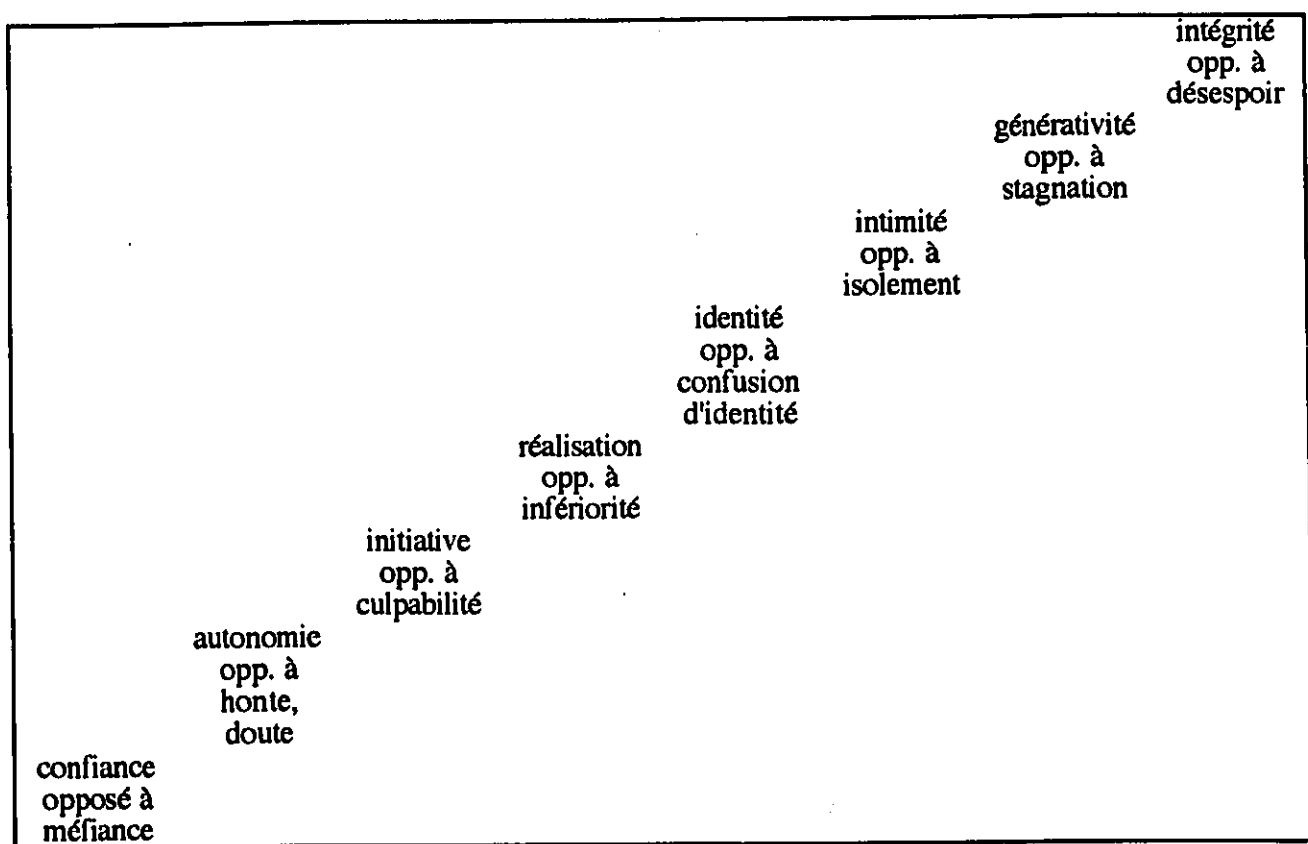 intégrité
opp. à
désespoir
générativité
opp. à
stagnation
intimité
opp. à
isolement
identité
opp. à
confusion
d'identité
réalisation
opp. à
infériorité
initiative
opp. à
culpabilité
autonomie
opp. à
honte,
doute
confiance
opposé à
méfiance